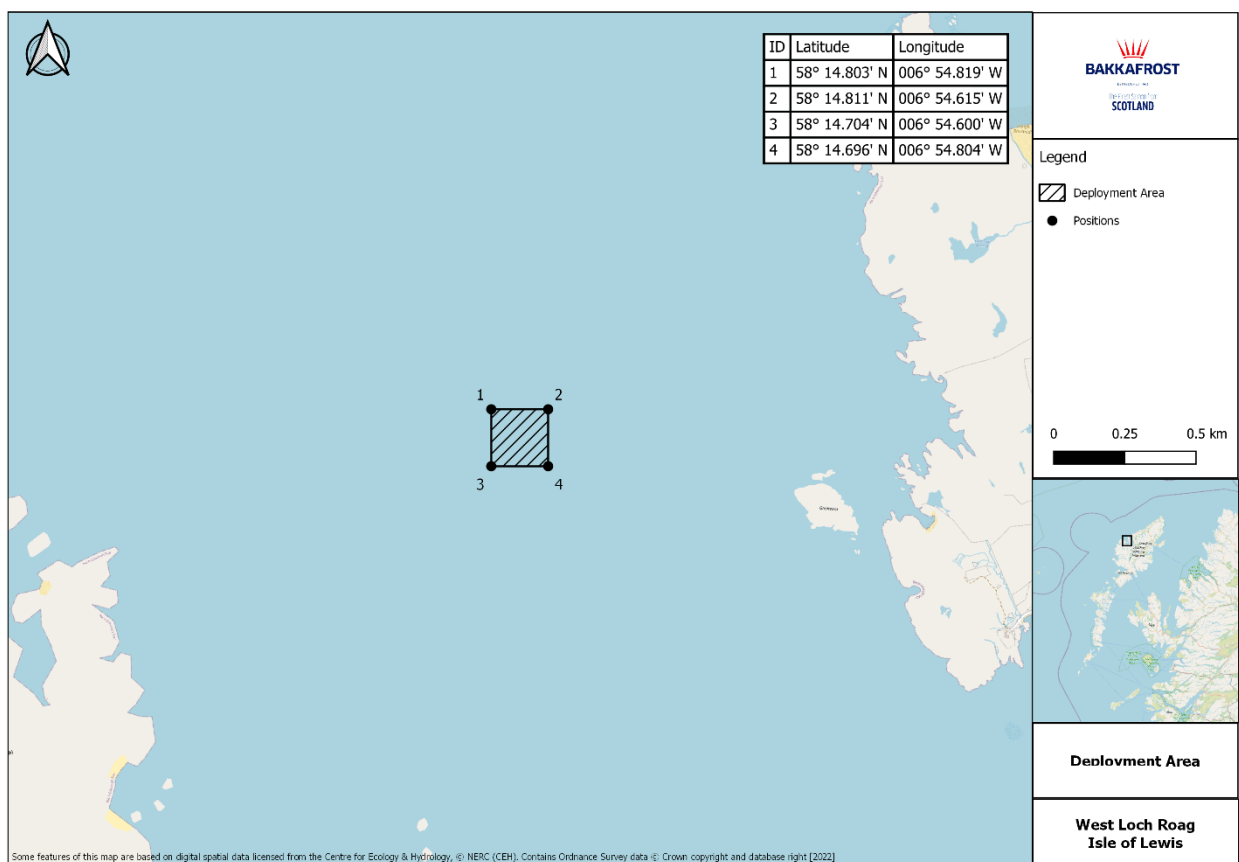 ID Latitude Longitude
1 58° 14.803' N 006° 54.819' W
2 58° 14.811' N 006° 54.615' W
3 58° 14.704' N 006° 54.600' W
4 58° 14.696' N 006° 54.804' W
BAKKAFROST
SCOTLAND
Legend
Deployment Area
Positions
0 0.25 0.5 km
1 2
3 4
Deployment Area
West Loch Roag
Isle of Lewis
Some features of this map are based on digital spatial data licensed from the Centre for Ecology & Hydrology, © NERC (CEH). Contains Ordnance Survey data © Crown copyright and database right [2022]